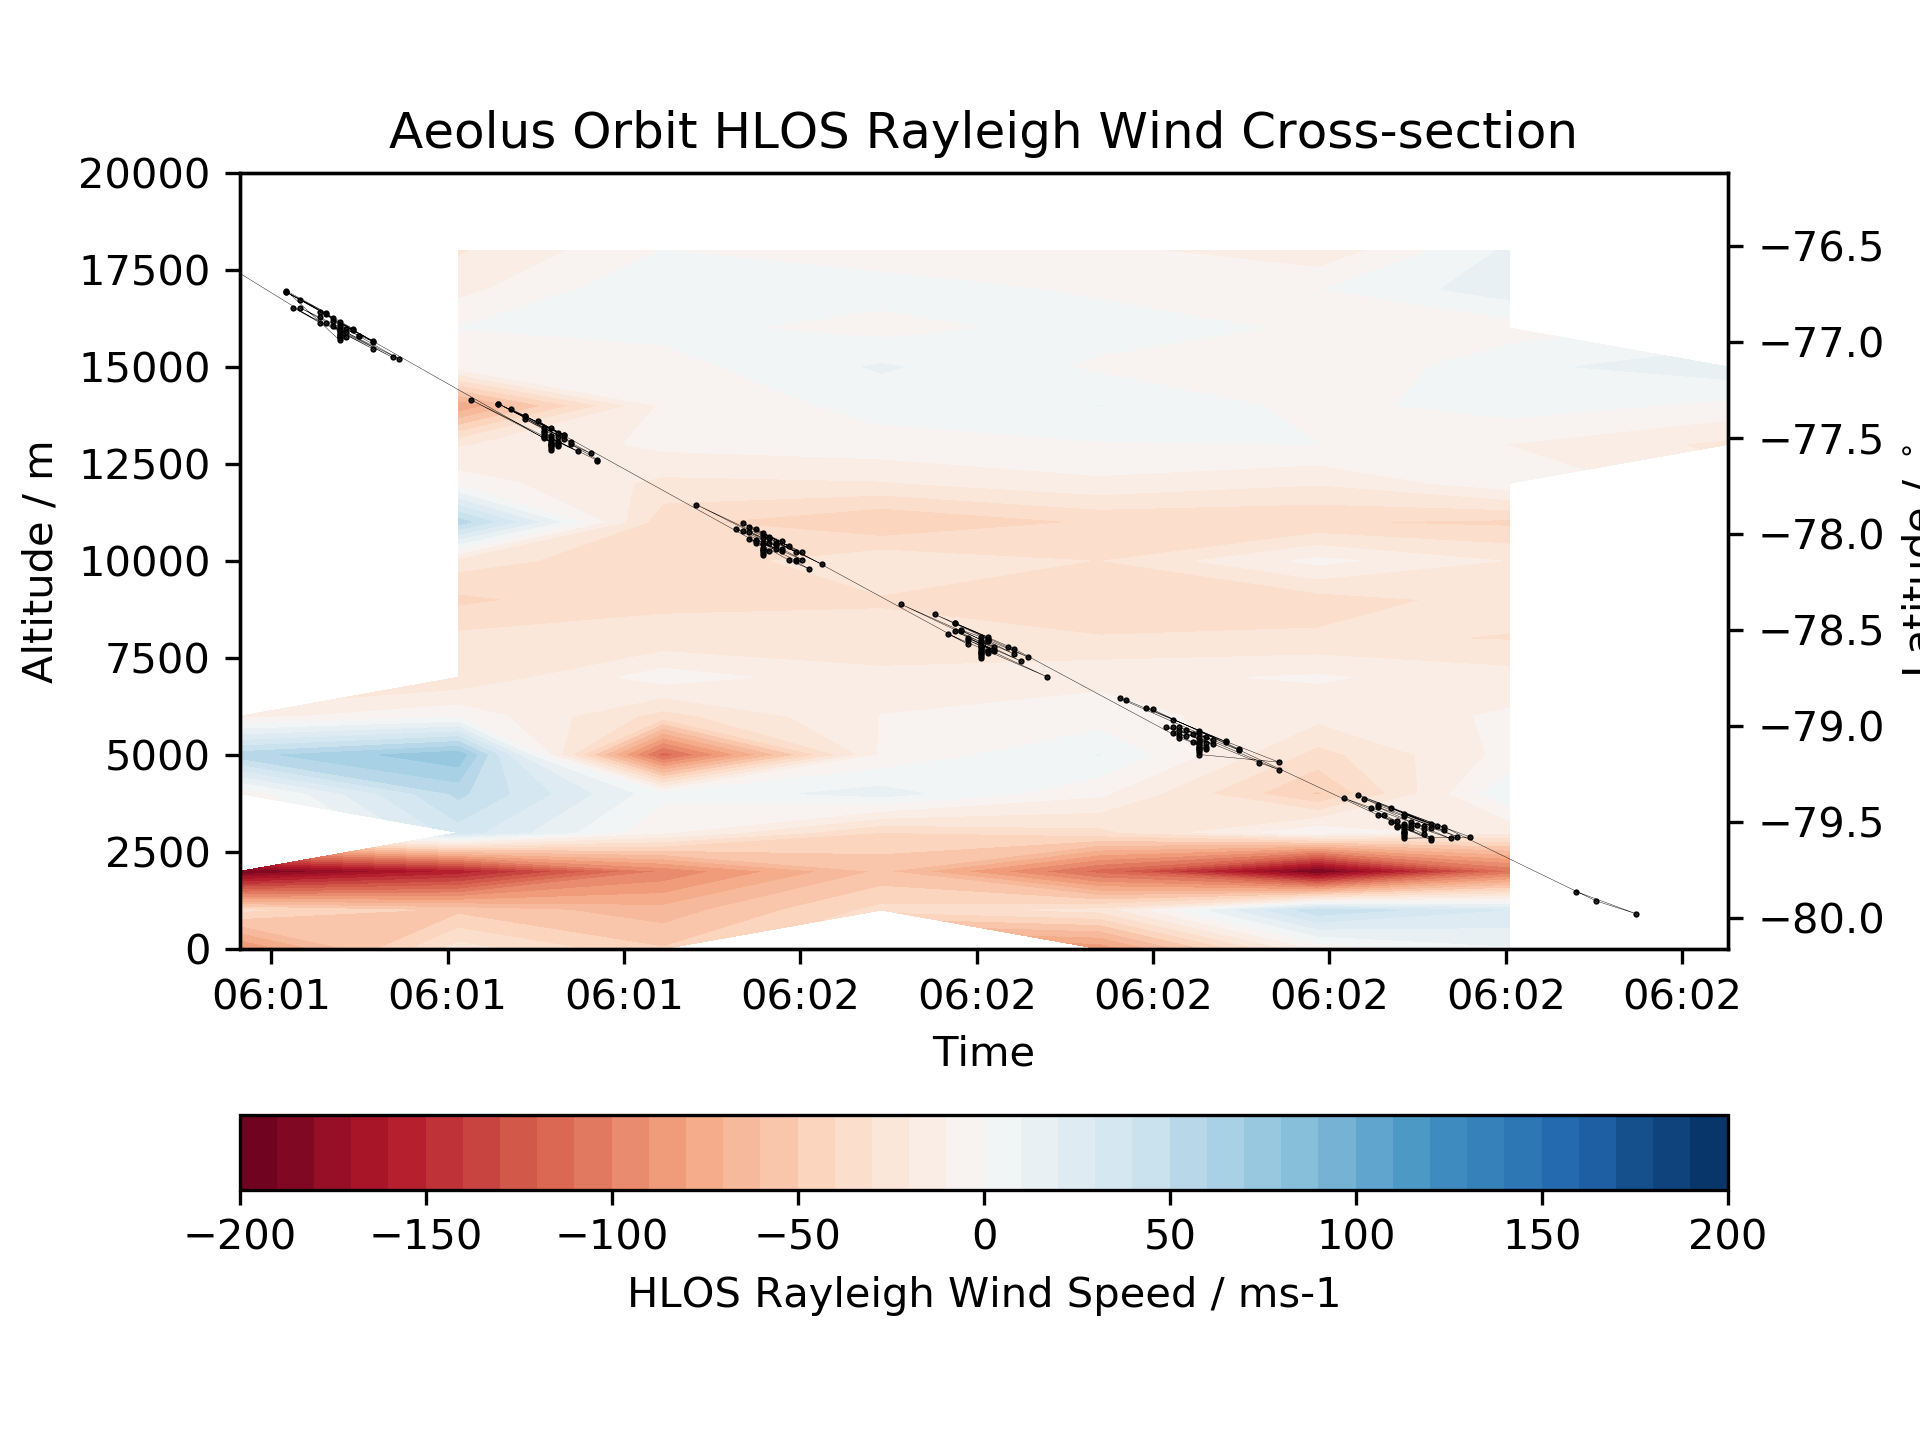 Aeolus Orbit HLOS Rayleigh Wind Cross-section
20000
17500
15000
12500
10000
7500
5000
2500
0
Altitude / m
−76.5
−77.0
−77.5
−78.0
−78.5
−79.0
−79.5
−80.0
Latitude / °
06:01 06:01 06:01 06:02 06:02 06:02 06:02 06:02 06:02
Time
−200 −150 −100 −50 0 50 100 150 200
HLOS Rayleigh Wind Speed / ms-1